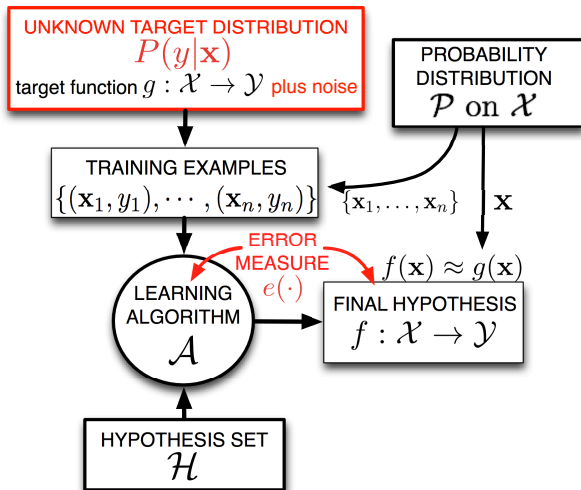 UNKNOWN TARGET DISTRIBUTION
P(y|x)
target function g : 𝒳 → 𝒴 plus noise
PROBABILITY
DISTRIBUTION
𝒫 on 𝒳
TRAINING EXAMPLES
{(x₁, y₁), ⋯ , (xₙ, yₙ)}
{x₁, . . . , xₙ}
x
ERROR
MEASURE
e(·)
f(x) ≈ g(x)
LEARNING
ALGORITHM
𝒜
FINAL HYPOTHESIS
f : 𝒳 → 𝒴
HYPOTHESIS SET
ℋ